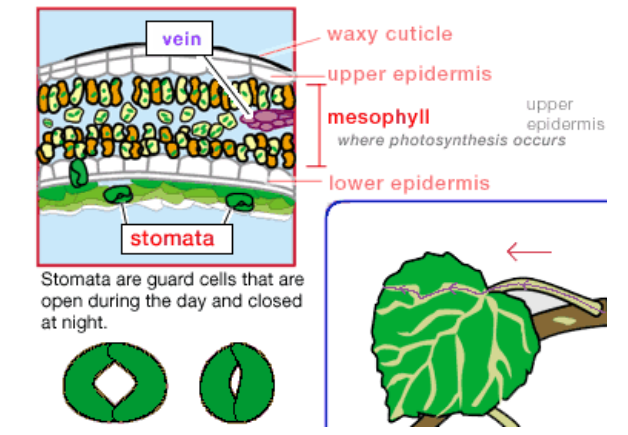 vein
waxy cuticle
upper epidermis
mesophyll
where photosynthesis occurs
upper
epidermis
lower epidermis
stomata
Stomata are guard cells that are
open during the day and closed
at night.